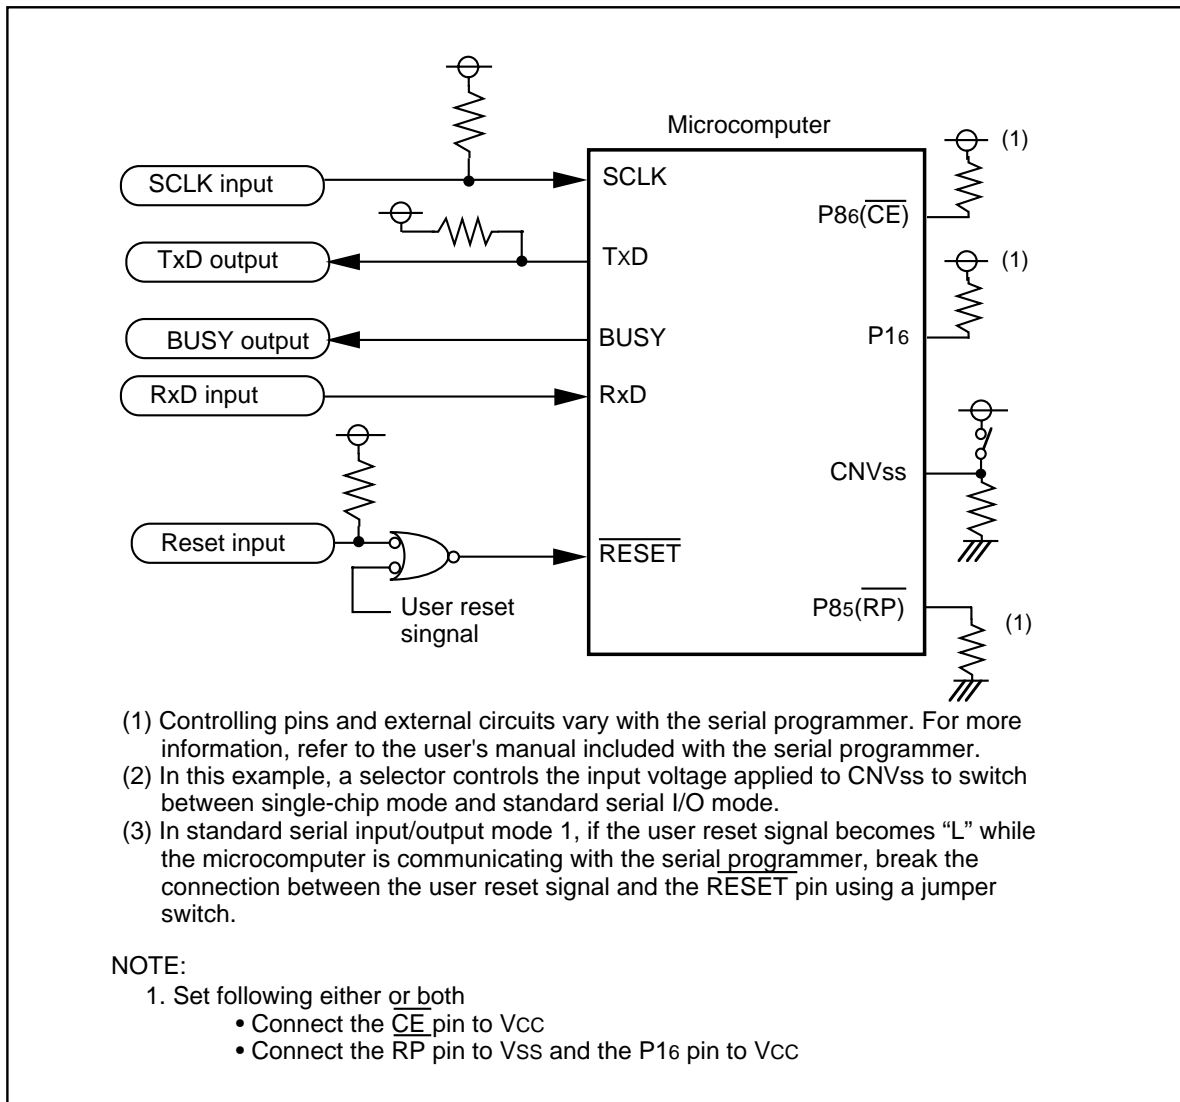 Microcomputer
SCLK input
SCLK
(1)
P86(CE)
TxD output
TxD
(1)
BUSY output
BUSY
P16
RxD input
RxD
CNVss
Reset input
RESET
User reset
singnal
P85(RP)
(1)
(1) Controlling pins and external circuits vary with the serial programmer. For more
information, refer to the user's manual included with the serial programmer.
(2) In this example, a selector controls the input voltage applied to CNVss to switch
between single-chip mode and standard serial I/O mode.
(3) In standard serial input/output mode 1, if the user reset signal becomes “L” while
the microcomputer is communicating with the serial programmer, break the
connection between the user reset signal and the RESET pin using a jumper
switch.
NOTE:
1. Set following either or both
• Connect the CE pin to VCC
• Connect the RP pin to VSS and the P16 pin to VCC